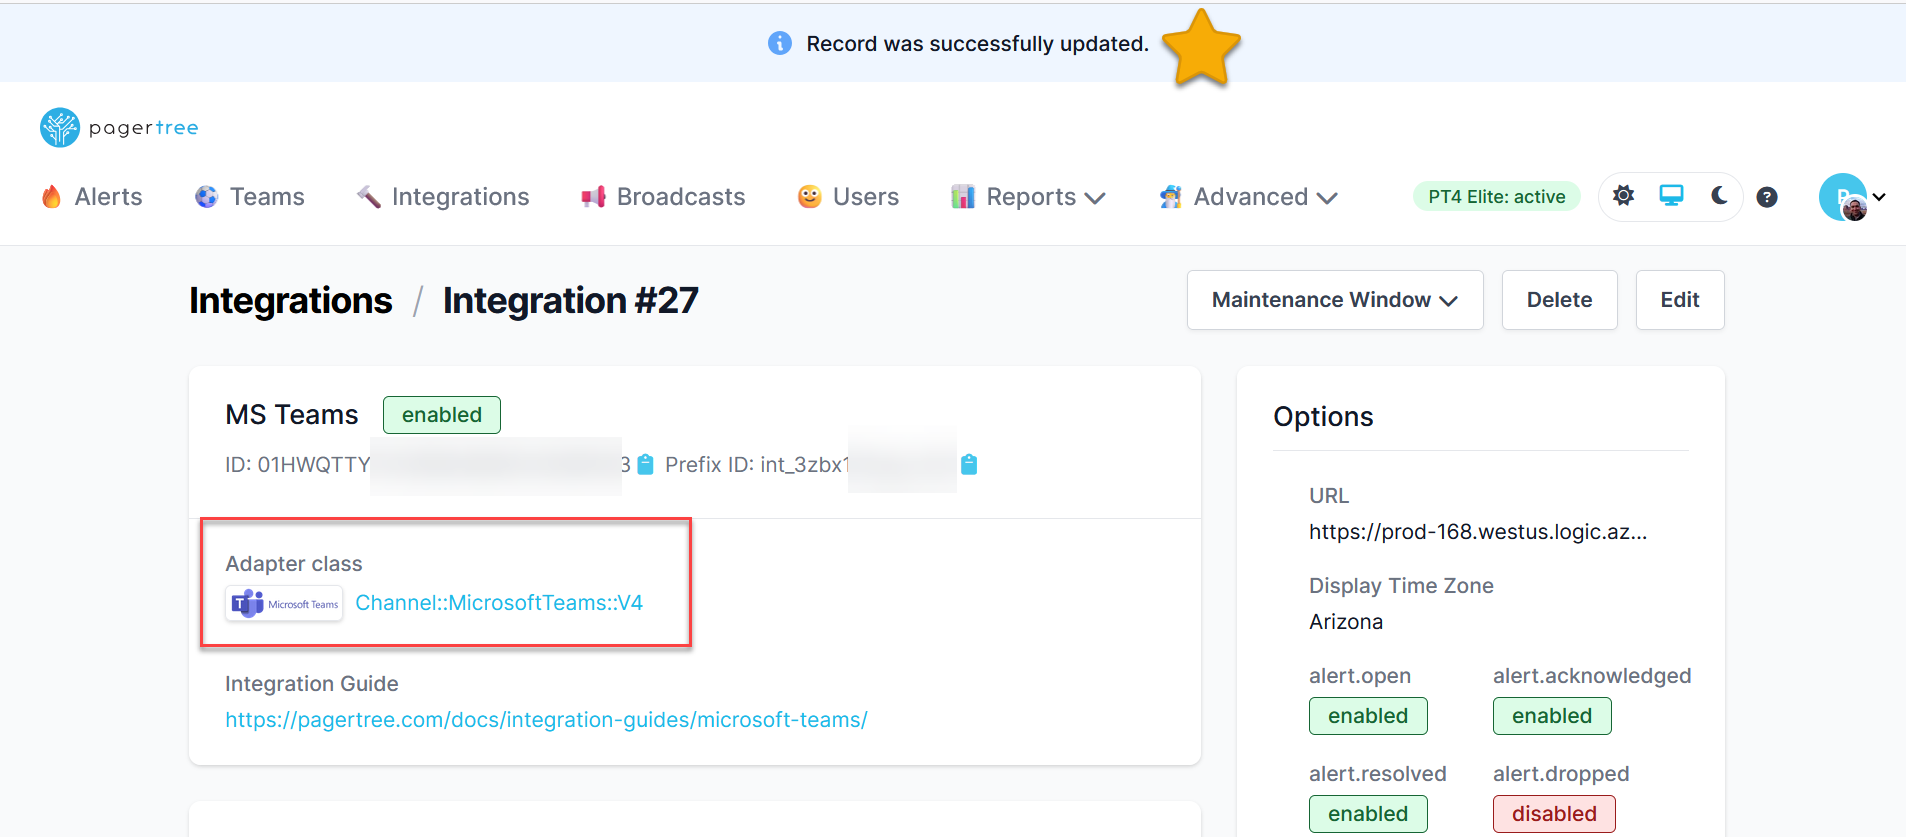 Record was successfully updated.
pagertree
Alerts Teams Integrations Broadcasts Users Reports Advanced PT4 Elite: active
Integrations / Integration #27 Maintenance Window Delete Edit
MS Teams enabled
ID: 01HWQTTY 3 Prefix ID: int_3zbx1
Adapter class
Microsoft Teams Channel::MicrosoftTeams::V4
Integration Guide
https://pagertree.com/docs/integration-guides/microsoft-teams/
Options
URL
https://prod-168.westus.logic.az...
Display Time Zone
Arizona
alert.open alert.acknowledged
enabled enabled
alert.resolved alert.dropped
enabled disabled